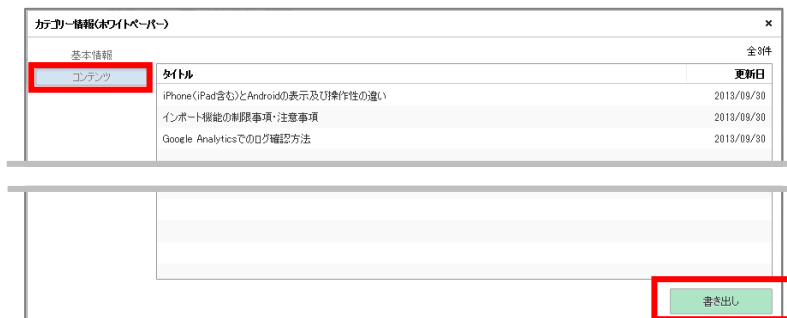 カテゴリー情報(ホワイトペーパー) ×
基本情報
全3件
コンテンツ
タイトル 更新日
iPhone(iPad含む)とAndroidの表示及び操作性の違い 2013/09/30
インポート機能の制限事項・注意事項 2013/09/30
Google Analyticsでのログ確認方法 2013/09/30
書き出し